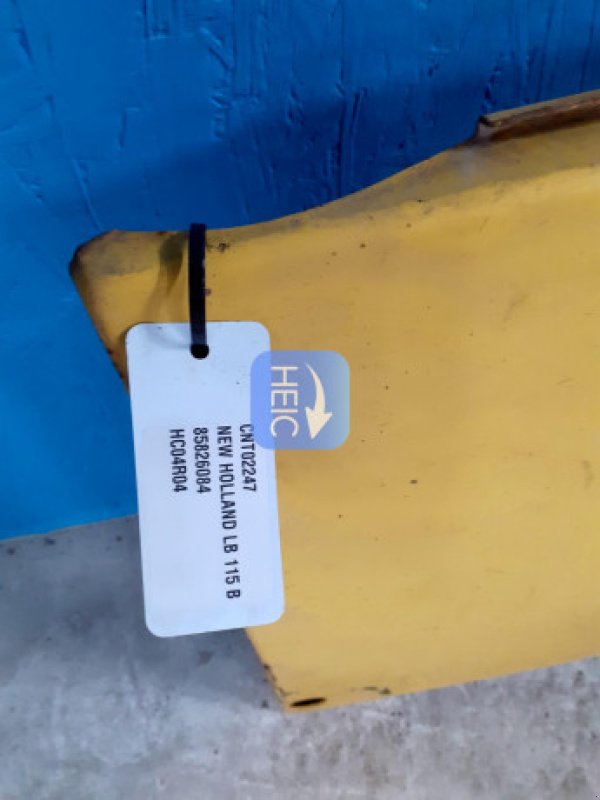 CNT02247
NEW HOLLAND LB 115 B
85826084
HC04R04
HEIC